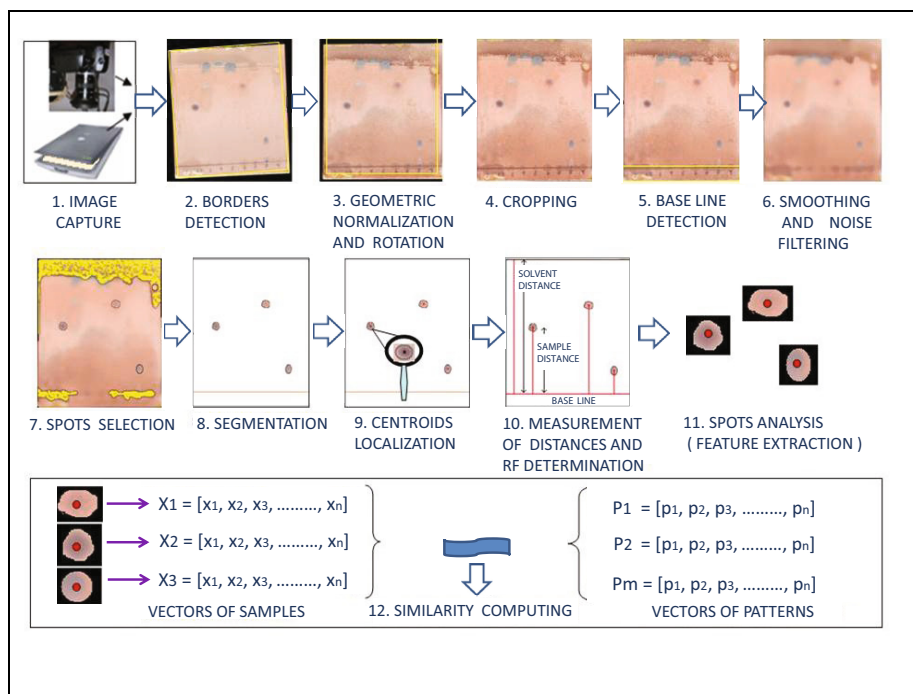 1. IMAGE
CAPTURE
2. BORDERS
DETECTION
3. GEOMETRIC
NORMALIZATION
AND ROTATION
4. CROPPING
5. BASE LINE
DETECTION
6. SMOOTHING
AND NOISE
FILTERING
7. SPOTS SELECTION
8. SEGMENTATION
9. CENTROIDS
LOCALIZATION
SOLVENT
DISTANCE
SAMPLE
DISTANCE
BASE LINE
10. MEASUREMENT
OF DISTANCES AND
RF DETERMINATION
11. SPOTS ANALYSIS
( FEATURE EXTRACTION )
X1 = [x1, x2, x3, ………, xn]
X2 = [x1, x2, x3, ………, xn]
X3 = [x1, x2, x3, ………, xn]
VECTORS OF SAMPLES
12. SIMILARITY COMPUTING
P1 = [p1, p2, p3, ………, pn]
P2 = [p1, p2, p3, ………, pn]
Pm = [p1, p2, p3, ………, pn]
VECTORS OF PATTERNS